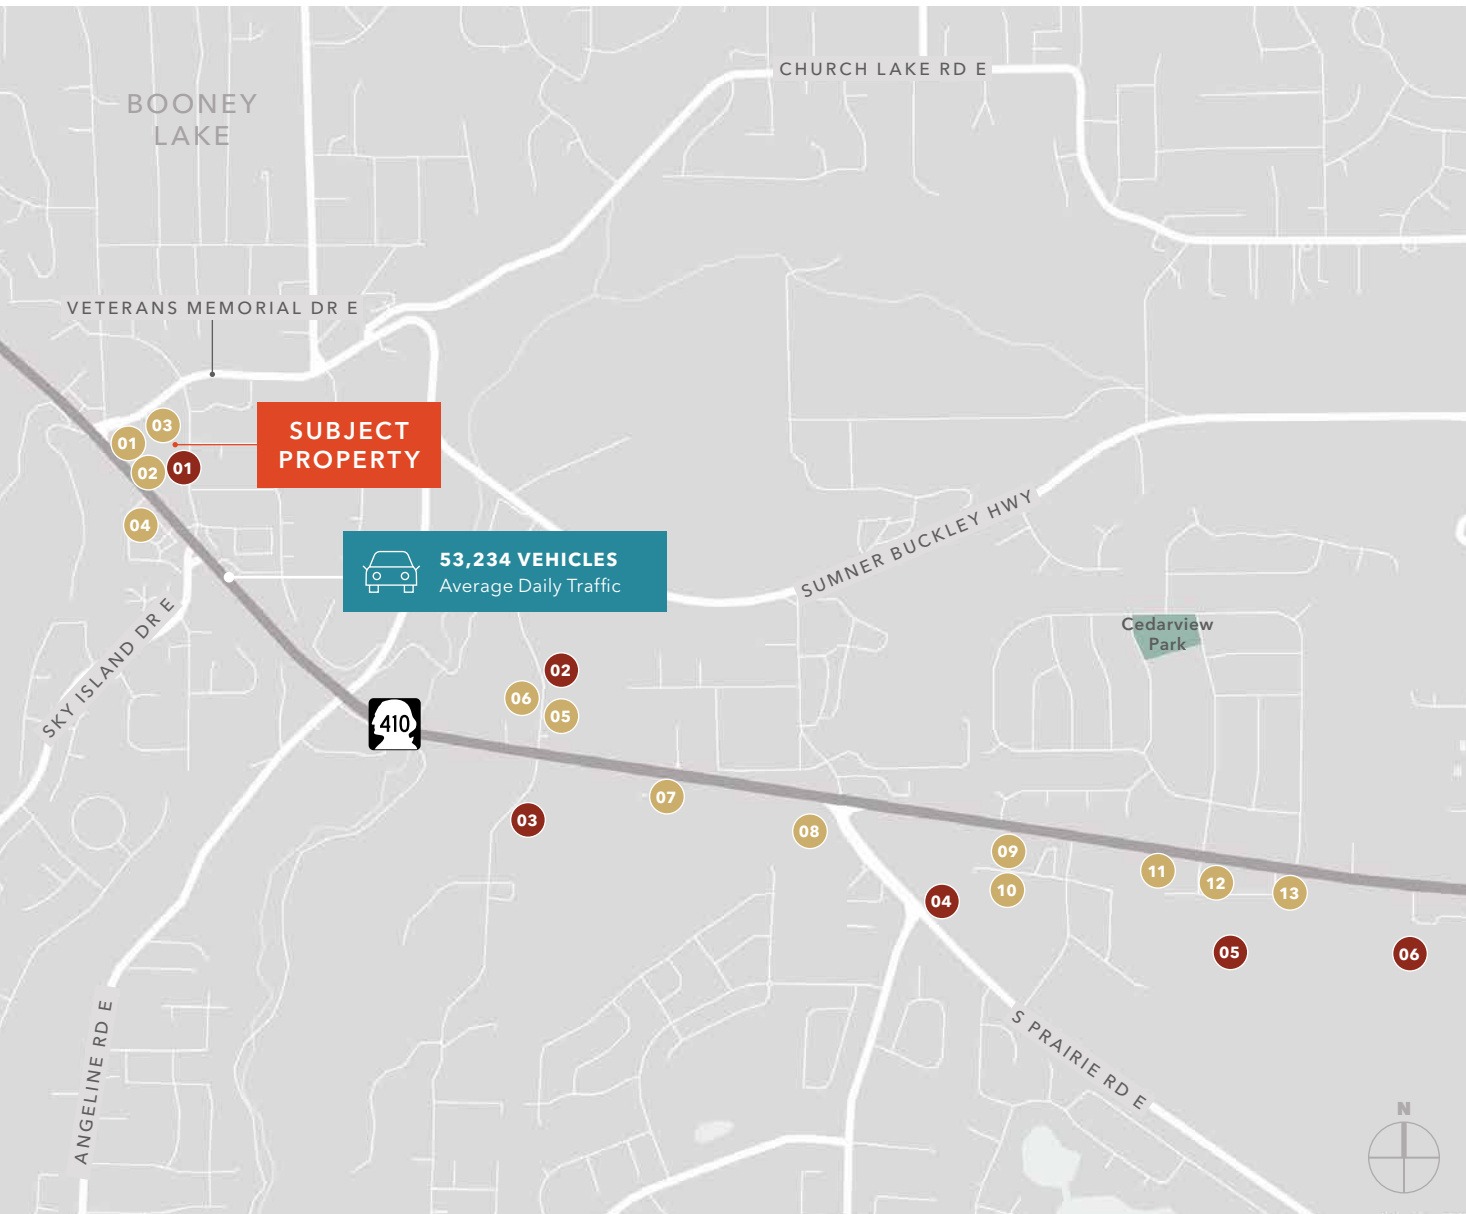 CHURCH LAKE RD E
BOONEY
LAKE
VETERANS MEMORIAL DR E
SUBJECT
PROPERTY
03
01
02
01
04
SUMNER BUCKLEY HWY
53,234 VEHICLES
Average Daily Traffic
SKY ISLAND DR E
Cedarview
Park
02
06
05
410
07
03
08
09
10
11
12
13
04
05
06
ANGELINE RD E
S PRAIRIE RD E
N